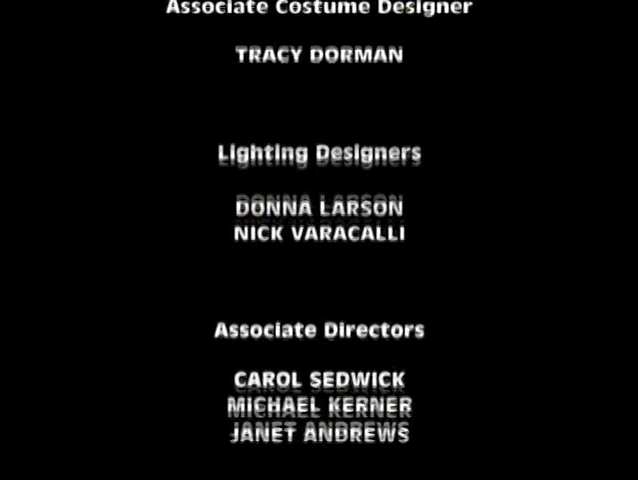 Associate Costume Designer
TRACY DORMAN
Lighting Designers
DONNA LARSON
NICK VARACALLI
Associate Directors
CAROL SEDWICK
MICHAEL KERNER
JANET ANDREWS